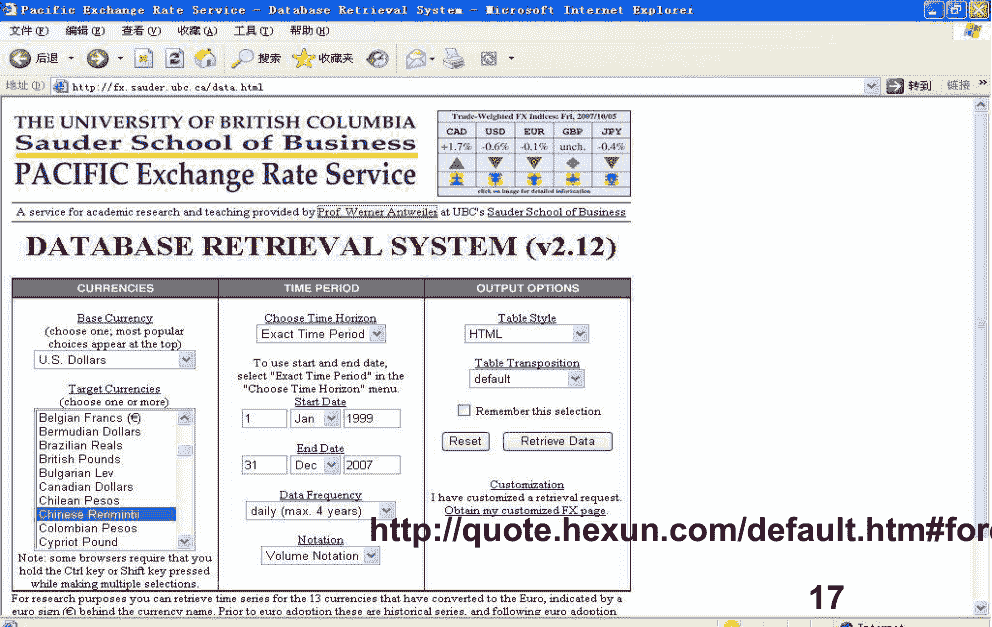 Pacific Exchange Rate Service - Database Retrieval System - Microsoft Internet Explorer
文件(F) 编辑(E) 查看(V) 收藏(A) 工具(T) 帮助(H)
后退 搜索 收藏夹
地址(D) http://fx.sauder.ubc.ca/data.html 转到 链接 »
THE UNIVERSITY OF BRITISH COLUMBIA
Sauder School of Business
PACIFIC Exchange Rate Service
Trade-Weighted FX Indices: Fri, 2007/10/05
CAD USD EUR GBP JPY
+1.7% -0.6% -0.1% unch. -0.4%
click on image for detailed information
A service for academic research and teaching provided by Prof. Werner Antweiler at UBC's Sauder School of Business
DATABASE RETRIEVAL SYSTEM (v2.12)
CURRENCIES
Base Currency
(choose one; most popular
choices appear at the top)
U.S. Dollars
Target Currencies
(choose one or more)
Belgian Francs (€)
Bermudian Dollars
Brazilian Reals
British Pounds
Bulgarian Lev
Canadian Dollars
Chilean Pesos
Chinese Renminbi
Colombian Pesos
Cypriot Pound
Note: some browsers require that you
hold the Ctrl key or Shift key pressed
while making multiple selections.
TIME PERIOD
Choose Time Horizon
Exact Time Period
To use start and end date,
select "Exact Time Period" in the
"Choose Time Horizon" menu.
Start Date
1 Jan 1999
End Date
31 Dec 2007
Data Frequency
daily (max. 4 years)
Notation
Volume Notation
OUTPUT OPTIONS
Table Style
HTML
Table Transposition
default
Remember this selection
Reset Retrieve Data
Customization
I have customized a retrieval request.
Obtain my customized FX page.
http://quote.hexun.com/default.htm#for
17
For research purposes you can retrieve time series for the 13 currencies that have converted to the Euro, indicated by a
euro sign (€) behind the currency name. Prior to euro adoption these are historical series, and following euro adoption
Internet